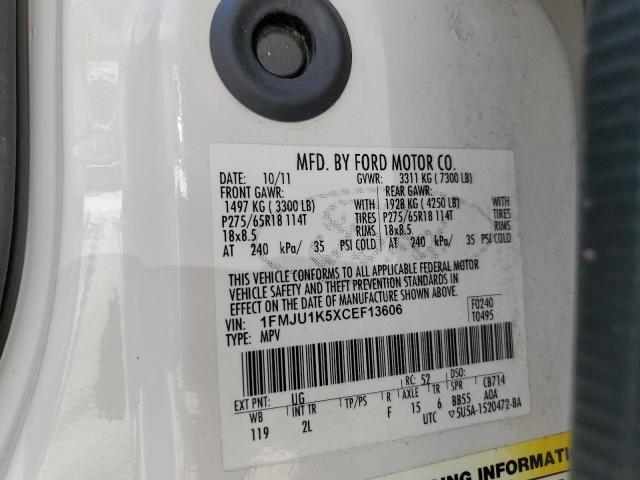 MFD. BY FORD MOTOR CO.
DATE: 10/11 GVWR: 3311 KG ( 7300 LB)
FRONT GAWR: REAR GAWR:
1497 KG ( 3300 LB) 1928 KG ( 4250 LB)
P275/65R18 114T TIRES P275/65R18 114T TIRES
18x8.5 RIMS 18x8.5 RIMS
AT 240 kPa/ 35 PSI COLD AT 240 kPa/ 35 PSI COLD
THIS VEHICLE CONFORMS TO ALL APPLICABLE FEDERAL MOTOR
VEHICLE SAFETY AND THEFT PREVENTION STANDARDS IN
EFFECT ON THE DATE OF MANUFACTURE SHOWN ABOVE.
VIN: 1FMJU1K5XCEF13606 F0240
TYPE: MPV T0495
EXT PNT: UG RC: 52 DSO:
WB INT TR TP/PS R AXLE TR SPR CB714
119 2L F 15 6 BB55 AQA
UTC ▽5U5A-1520472-BA
ING INFORMATI